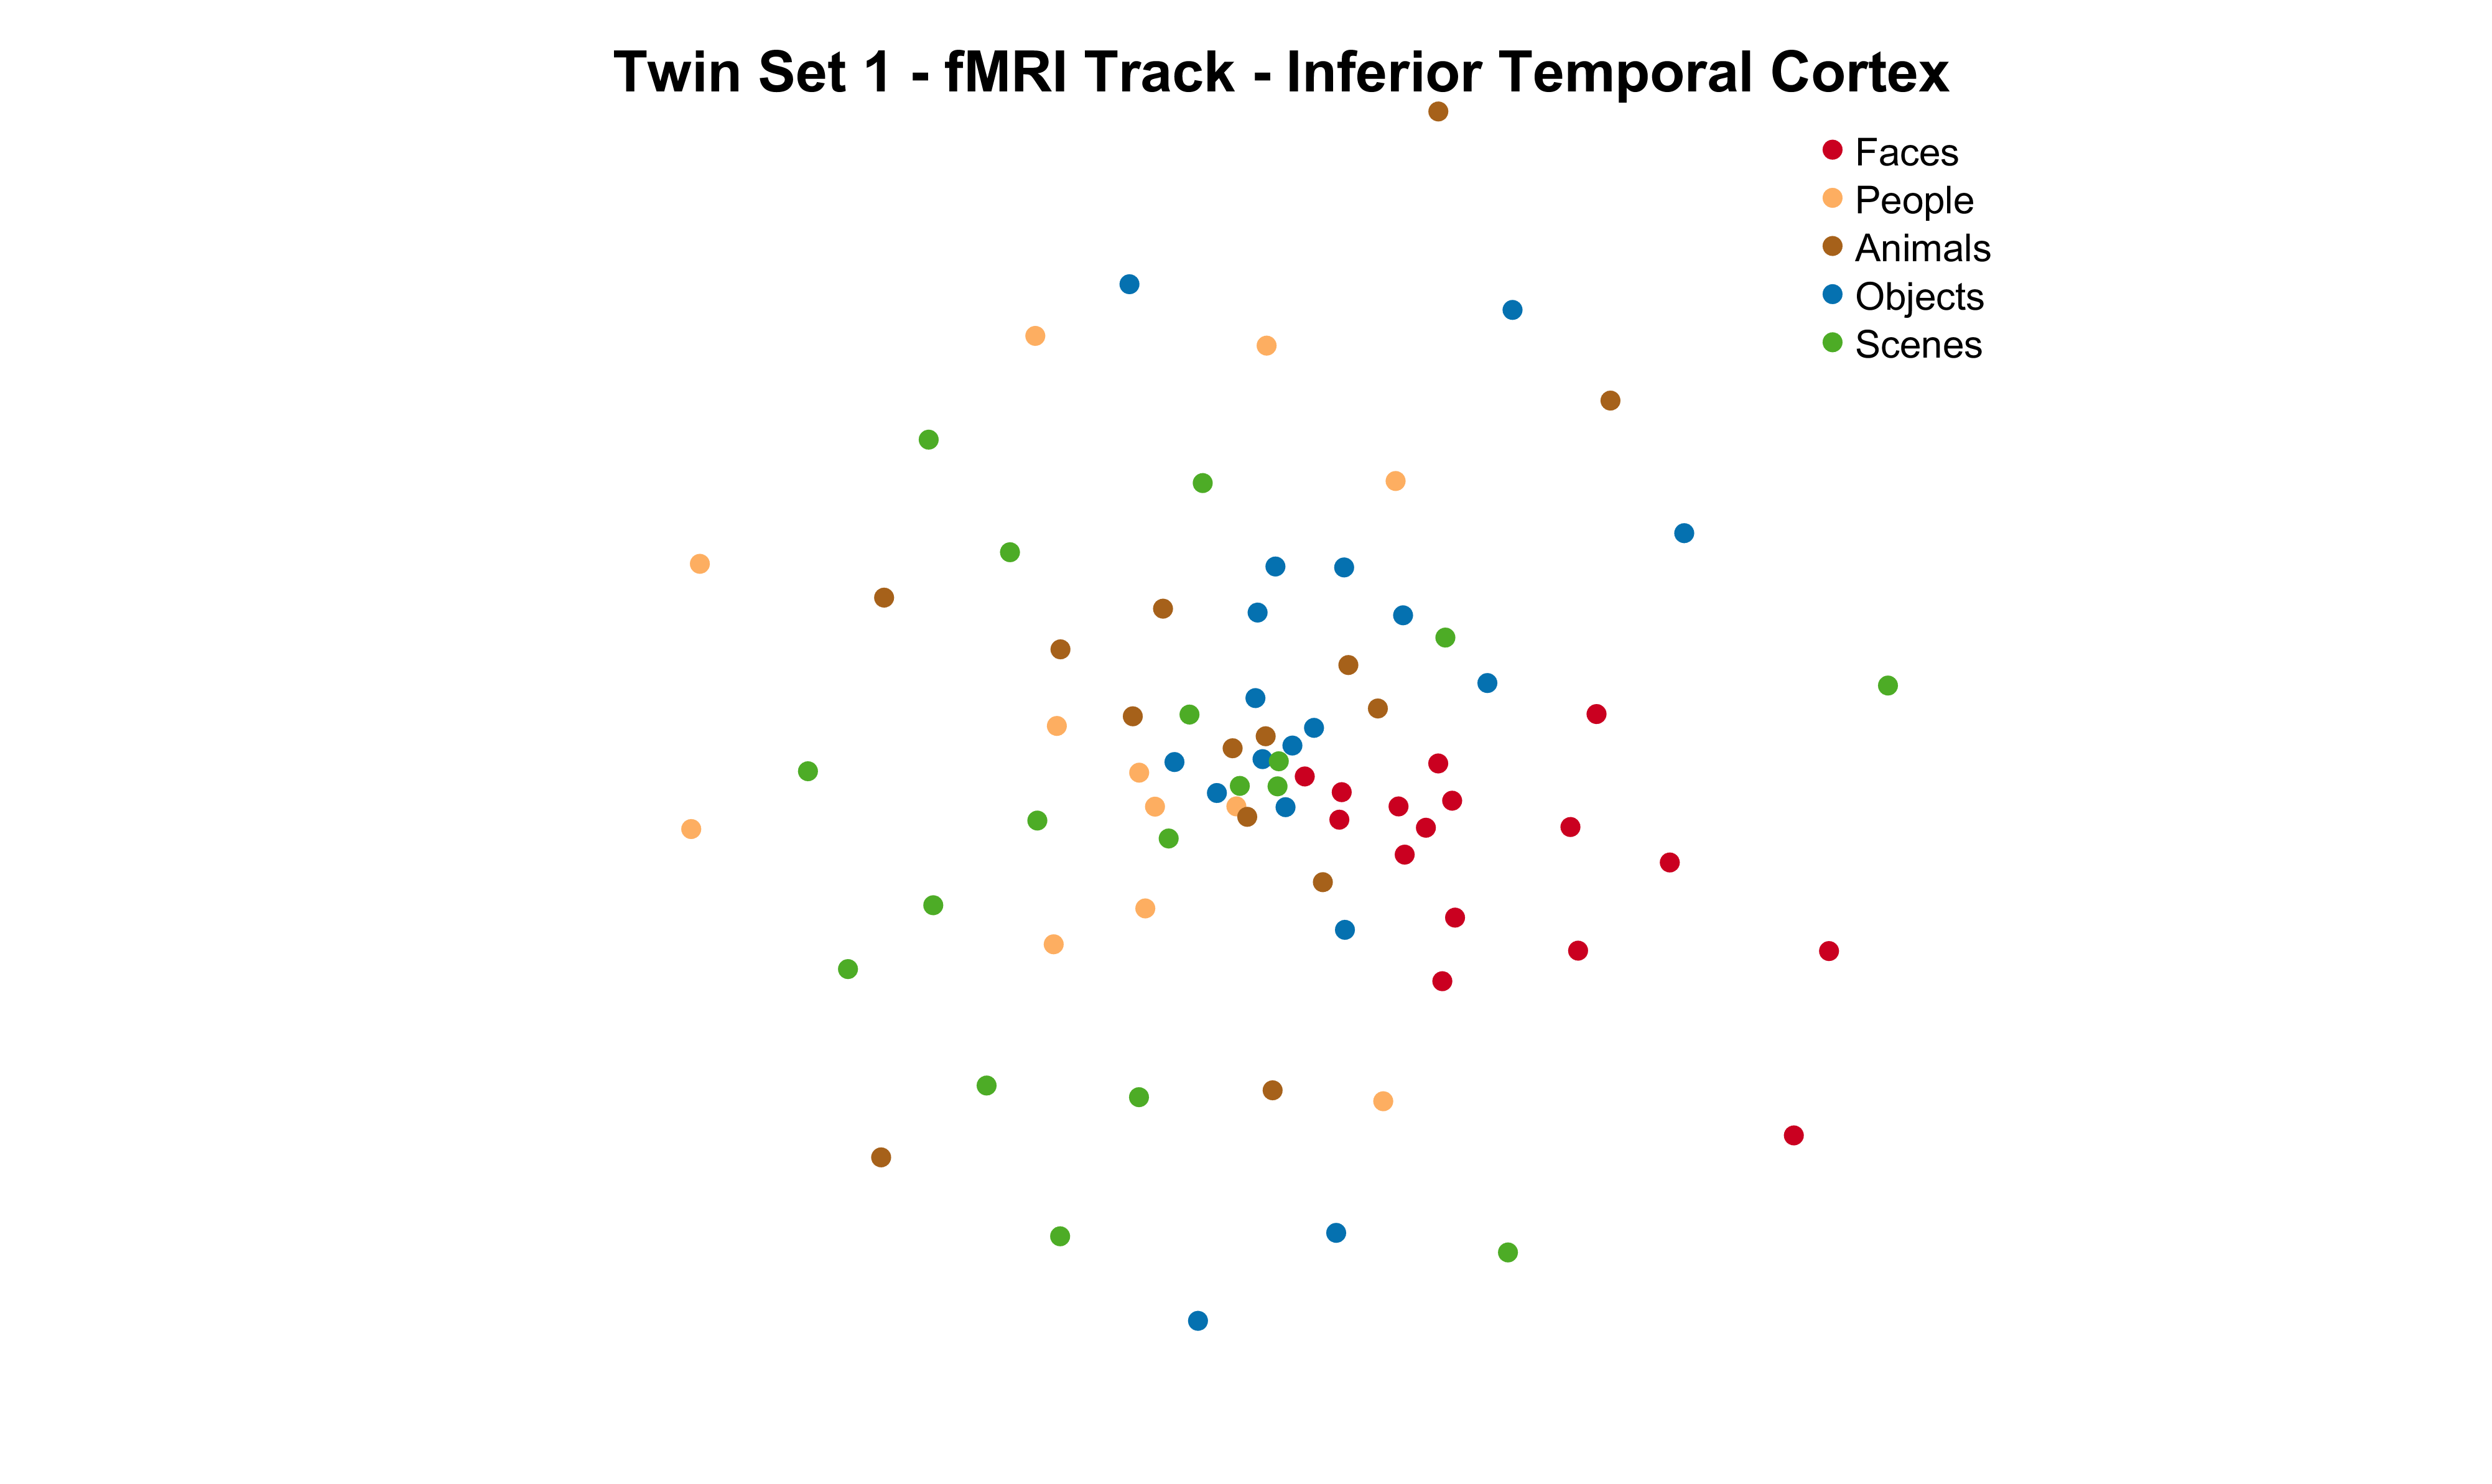 Twin Set 1 - fMRI Track - Inferior Temporal Cortex
Faces
People
Animals
Objects
Scenes